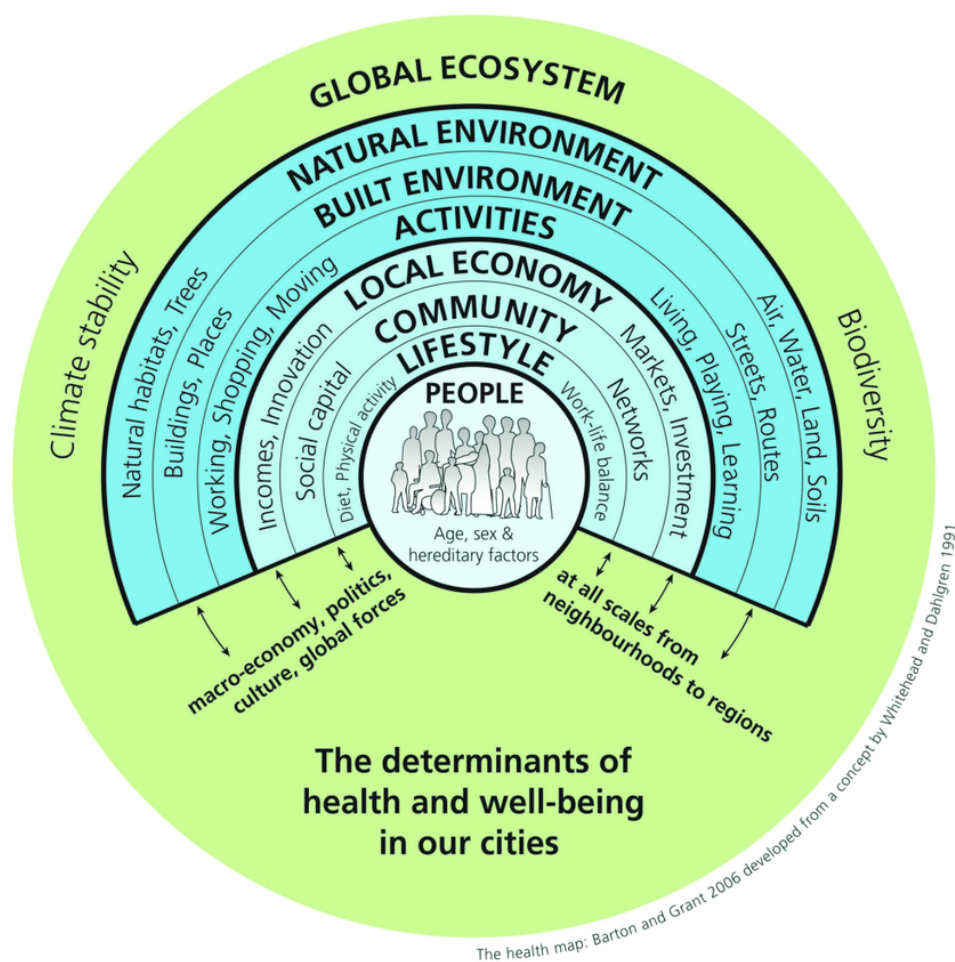 GLOBAL ECOSYSTEM
Climate stability
Biodiversity
NATURAL ENVIRONMENT
Natural habitats, Trees
Air, Water, Land, Soils
BUILT ENVIRONMENT
Buildings, Places
Streets, Routes
ACTIVITIES
Working, Shopping, Moving
Living, Playing, Learning
LOCAL ECONOMY
Incomes, Innovation
Markets, Investment
COMMUNITY
Social capital
Networks
LIFESTYLE
Diet, Physical activity
Work-life balance
PEOPLE
Age, sex &
hereditary factors
macro-economy, politics,
culture, global forces
at all scales from
neighbourhoods to regions
The determinants of
health and well-being
in our cities
The health map: Barton and Grant 2006 developed from a concept by Whitehead and Dahlgren 1991